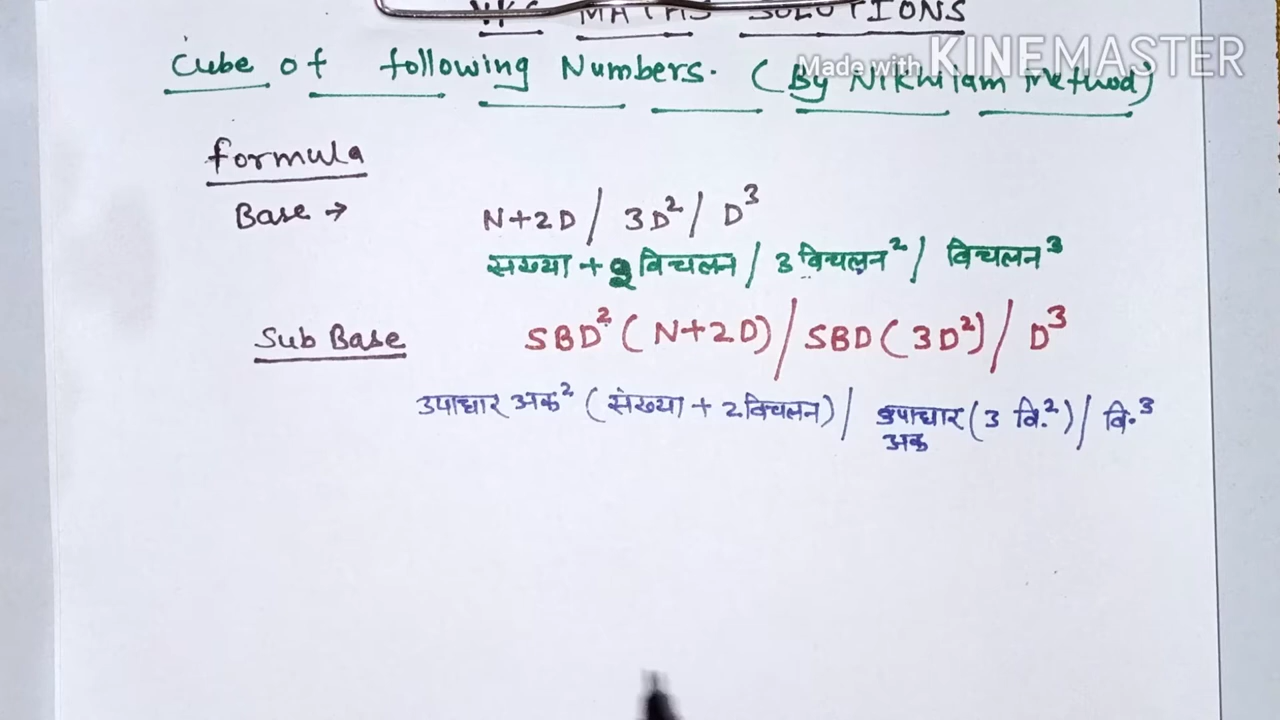 MATHS SOLUTIONS
Made with KINEMASTER
Cube of following Numbers. (By Nikhilam Method)
formula
Base → N+2D / 3D² / D³
संख्या + 2 विचलन / 3 विचलन² / विचलन³
Sub Base SBD² (N+2D) / SBD (3D²) / D³
उपाधार अंक² (संख्या + 2 विचलन) / उपाधार (3 वि.²) / वि.³
अंक